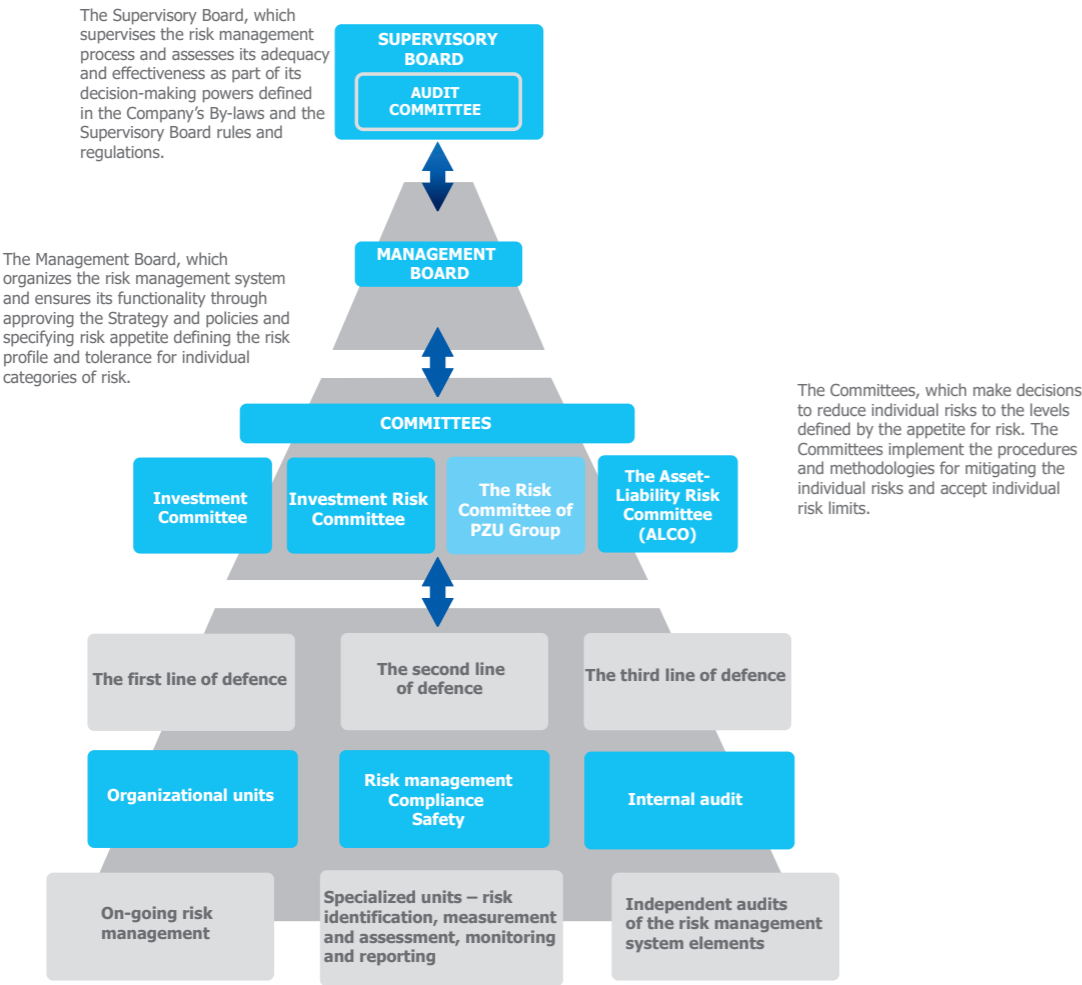 The Supervisory Board, which
supervises the risk management
process and assesses its adequacy
and effectiveness as part of its
decision-making powers defined
in the Company's By-laws and the
Supervisory Board rules and
regulations.
SUPERVISORY
BOARD
AUDIT
COMMITTEE
The Management Board, which
organizes the risk management system
and ensures its functionality through
approving the Strategy and policies and
specifying risk appetite defining the risk
profile and tolerance for individual
categories of risk.
MANAGEMENT
BOARD
COMMITTEES
The Committees, which make decisions
to reduce individual risks to the levels
defined by the appetite for risk. The
Committees implement the procedures
and methodologies for mitigating the
individual risks and accept individual
risk limits.
Investment
Committee
Investment Risk
Committee
The Risk
Committee of
PZU Group
The Asset-
Liability Risk
Committee
(ALCO)
The first line of defence
The second line
of defence
The third line of defence
Organizational units
Risk management
Compliance
Safety
Internal audit
On-going risk
management
Specialized units – risk
identification, measurement
and assessment, monitoring
and reporting
Independent audits
of the risk management
system elements